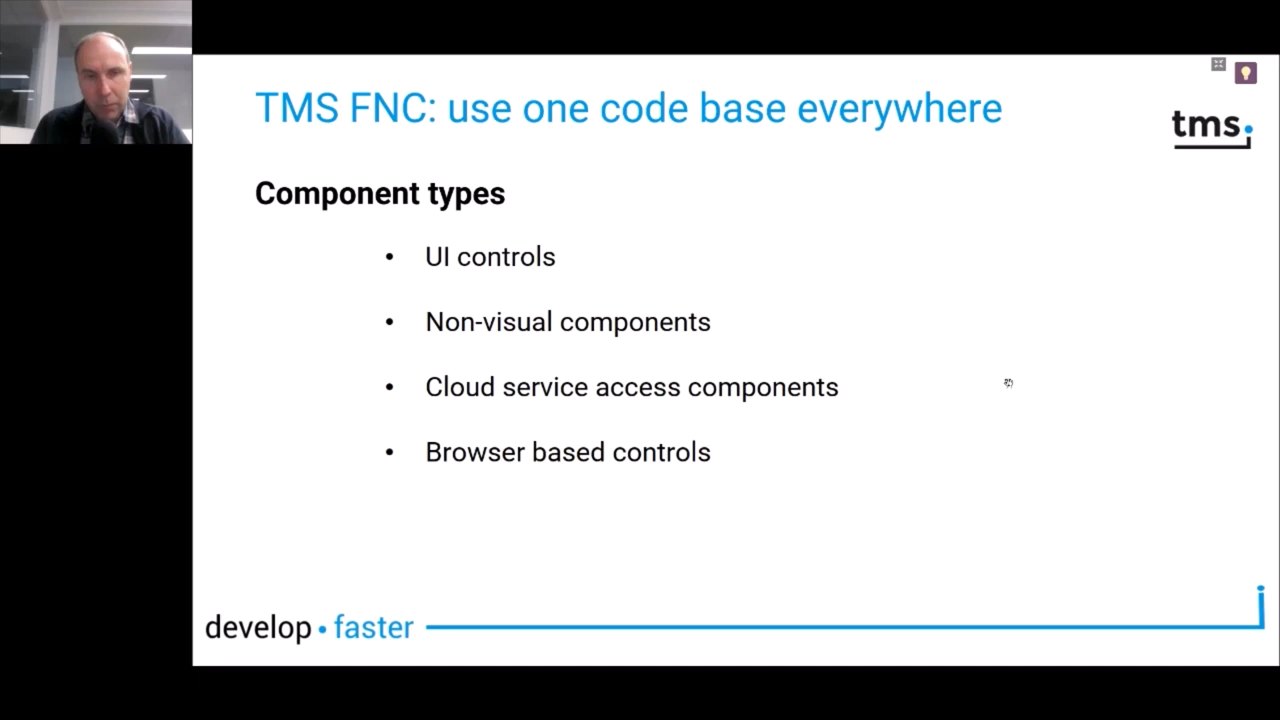 TMS FNC: use one code base everywhere
tms.
Component types
• UI controls
• Non-visual components
• Cloud service access components
• Browser based controls
develop • faster